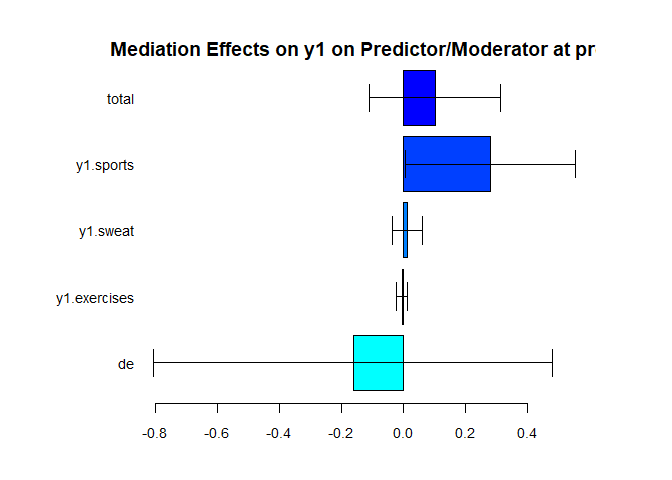 Mediation Effects on y1 on Predictor/Moderator at pr
total
y1.sports
y1.sweat
y1.exercises
de
-0.8 -0.6 -0.4 -0.2 0.0 0.2 0.4